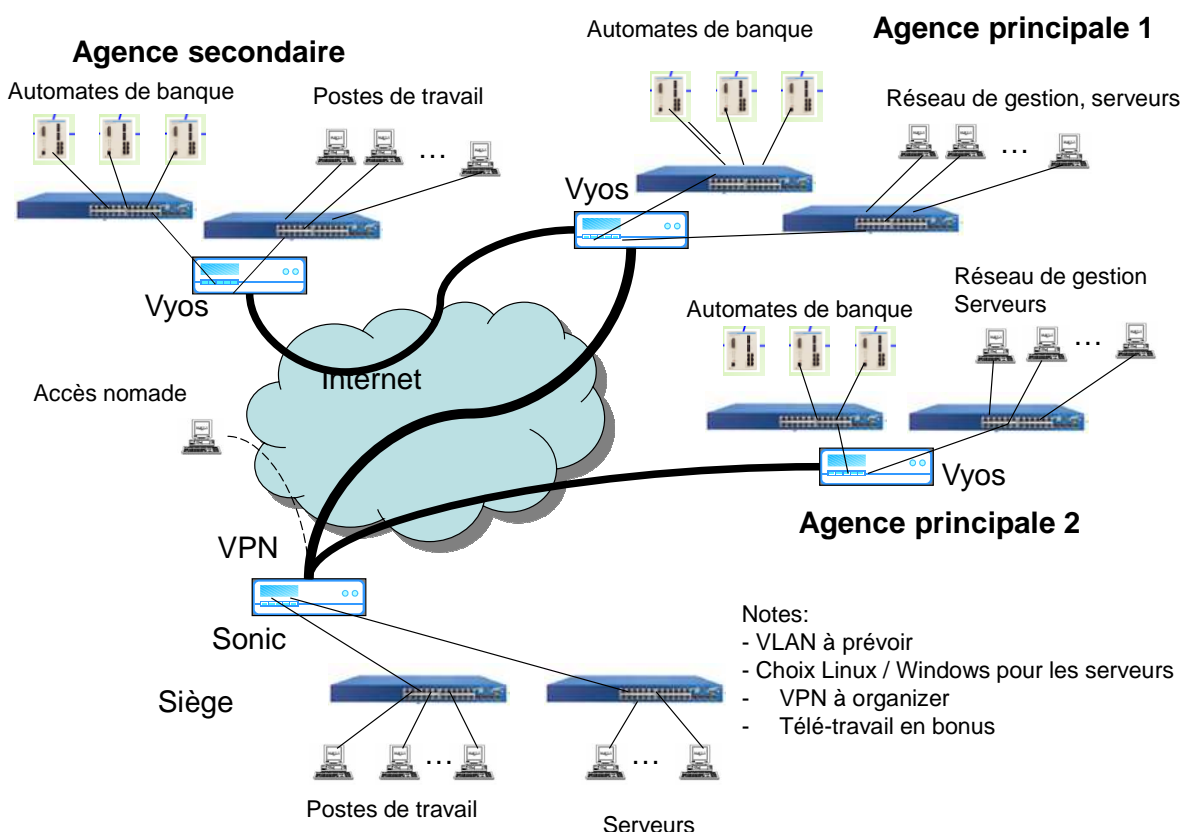 Agence secondaire
Automates de banque
Postes de travail
...
Vyos
Automates de banque
Agence principale 1
Réseau de gestion, serveurs
...
Vyos
Réseau de gestion
Serveurs
Automates de banque
...
Vyos
Agence principale 2
Internet
Accès nomade
VPN
Sonic
Siège
...
...
Postes de travail
Serveurs
Notes:
- VLAN à prévoir
- Choix Linux / Windows pour les serveurs
- VPN à organizer
- Télé-travail en bonus